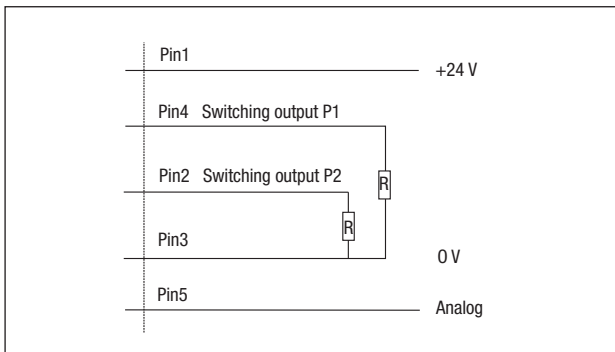 Pin1
+24 V
Pin4 Switching output P1
Pin2 Switching output P2
R
R
Pin3
0 V
Pin5
Analog